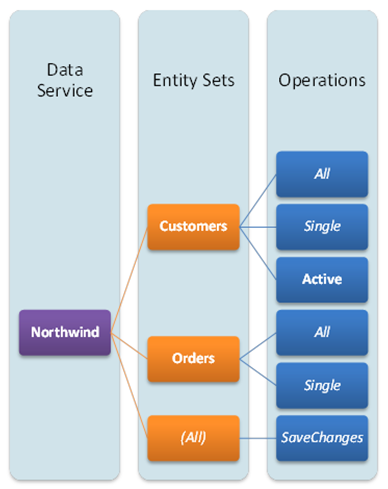 Data
Service
Entity Sets
Operations
All
Customers
Single
Active
Northwind
All
Orders
Single
(All)
SaveChanges